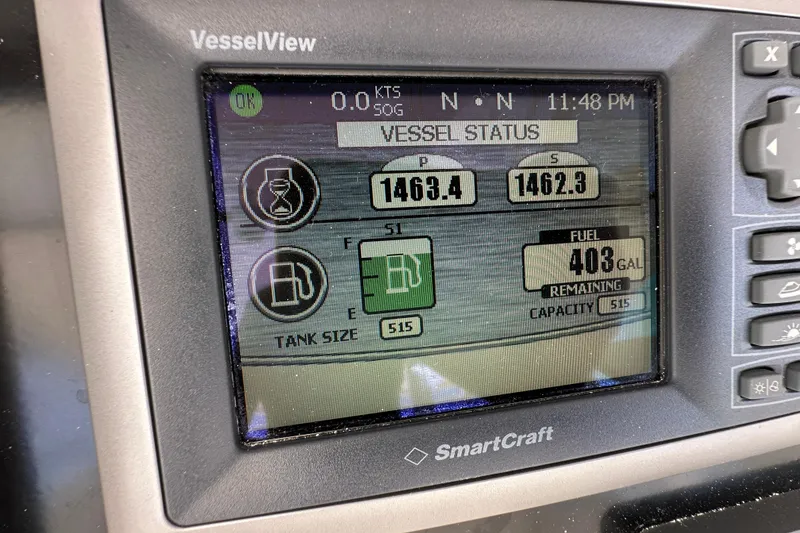 VesselView
OK 0.0 KTS SOG N • N 11:48 PM
VESSEL STATUS
P S
1463.4 1462.3
51
F
E
TANK SIZE 515
FUEL
403 GAL
REMAINING
CAPACITY 515
SmartCraft
X